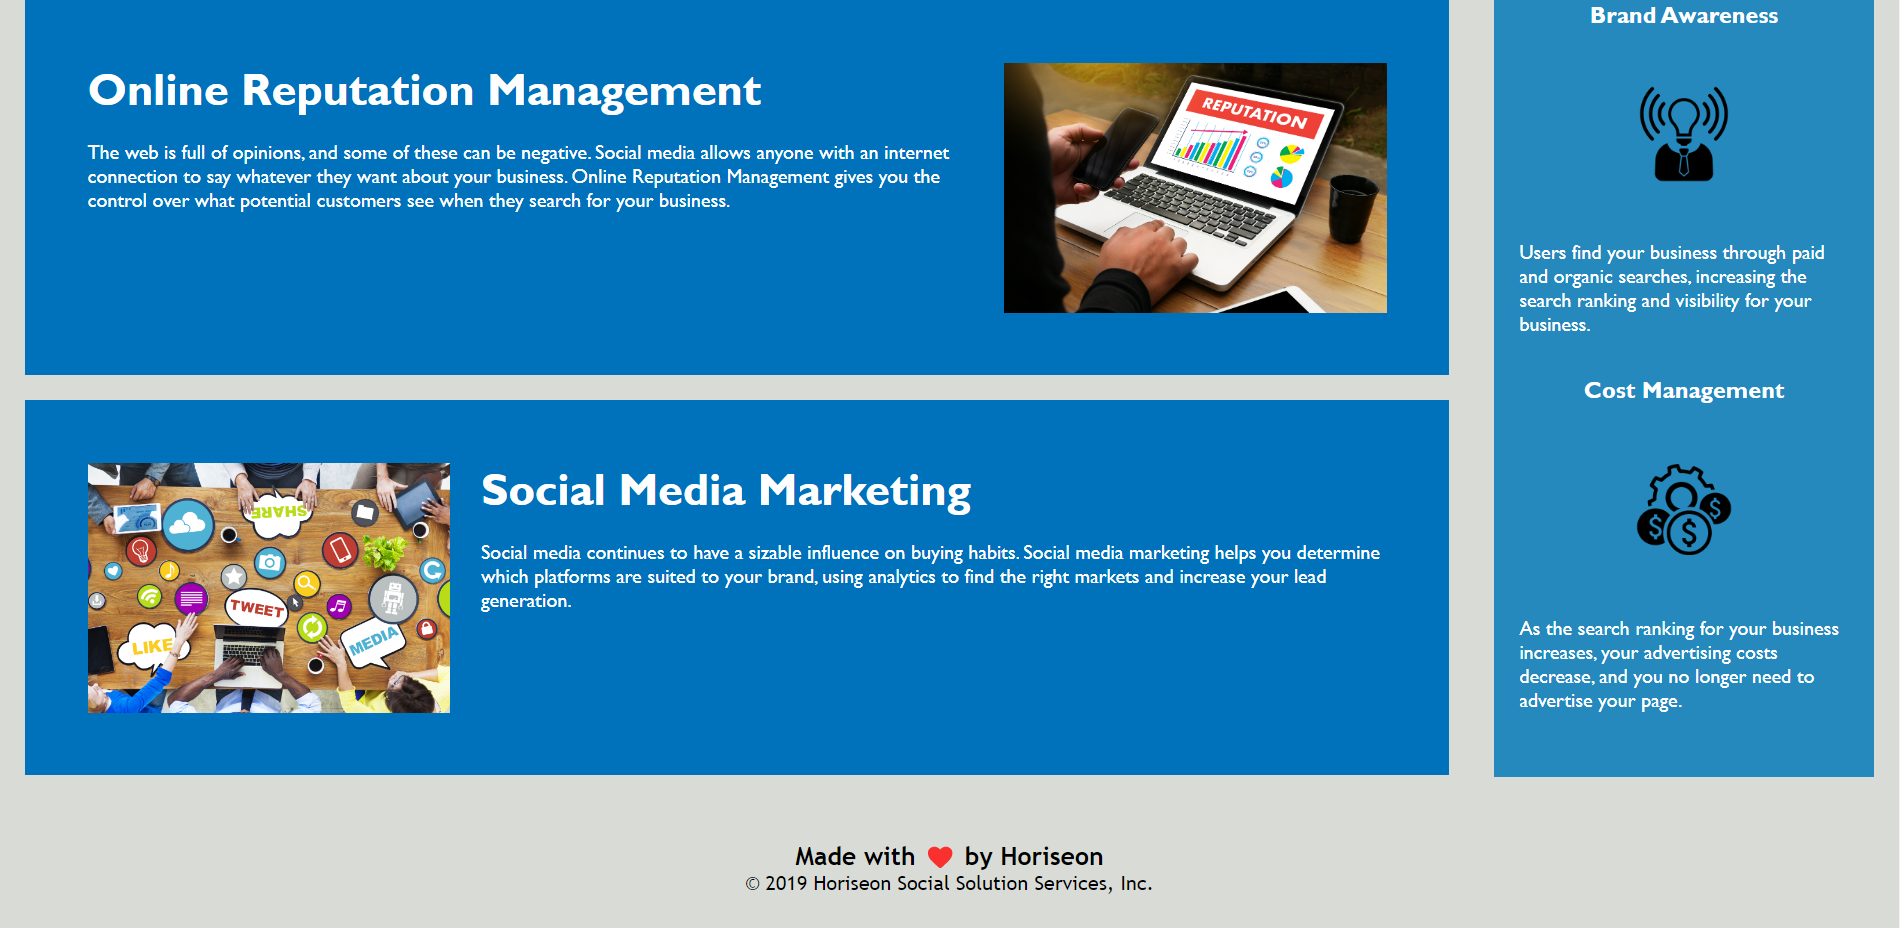 Online Reputation Management
The web is full of opinions, and some of these can be negative. Social media allows anyone with an internet
connection to say whatever they want about your business. Online Reputation Management gives you the
control over what potential customers see when they search for your business.
REPUTATION
SHARE
TWEET
LIKE
MEDIA
Social Media Marketing
Social media continues to have a sizable influence on buying habits. Social media marketing helps you determine
which platforms are suited to your brand, using analytics to find the right markets and increase your lead
generation.
Brand Awareness
Users find your business through paid
and organic searches, increasing the
search ranking and visibility for your
business.
Cost Management
$ $ $
As the search ranking for your business
increases, your advertising costs
decrease, and you no longer need to
advertise your page.
Made with ❤ by Horiseon
© 2019 Horiseon Social Solution Services, Inc.